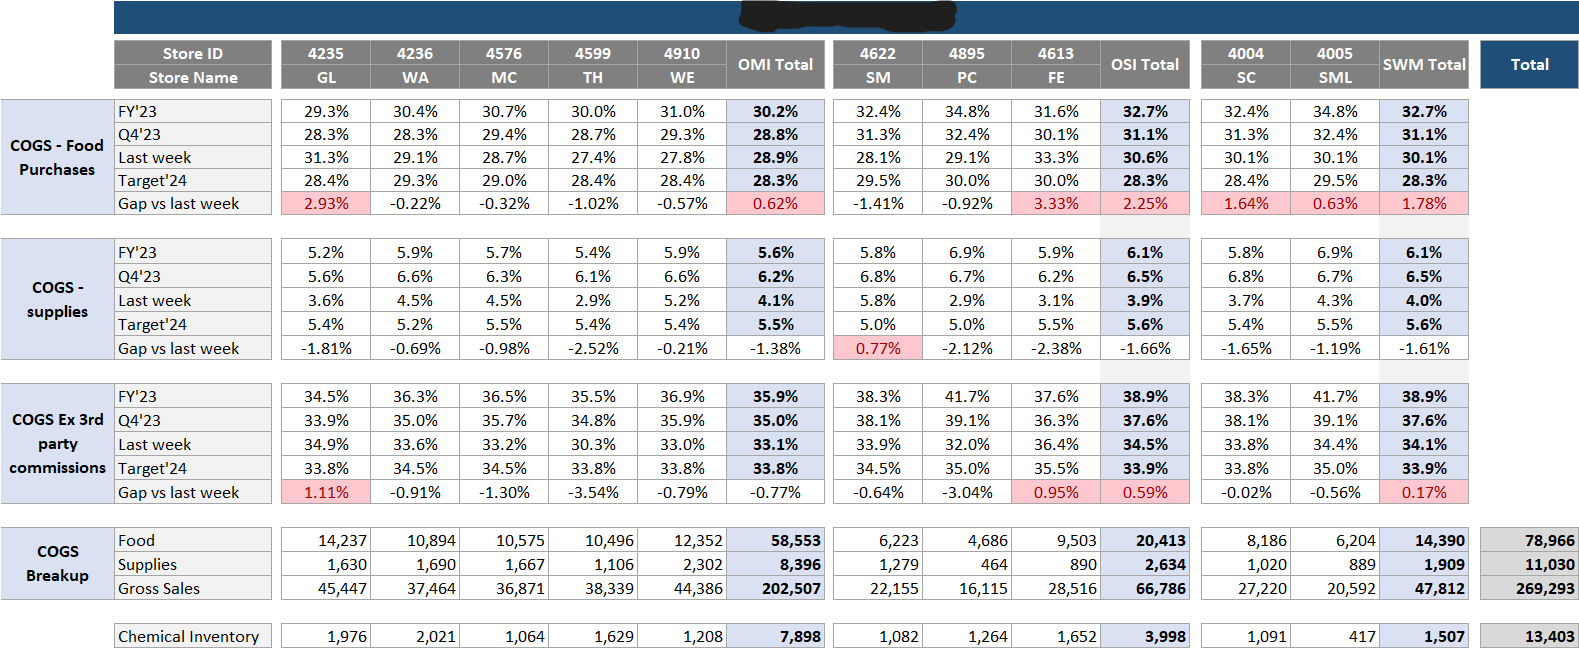 Store ID 4235 4236 4576 4599 4910 OMI Total 4622 4895 4613 OSI Total 4004 4005 SWM Total Total
Store Name GL WA MC TH WE SM PC FE SC SML
COGS - Food Purchases
FY'23 29.3% 30.4% 30.7% 30.0% 31.0% 30.2% 32.4% 34.8% 31.6% 32.7% 32.4% 34.8% 32.7%
Q4'23 28.3% 28.3% 29.4% 28.7% 29.3% 28.8% 31.3% 32.4% 30.1% 31.1% 31.3% 32.4% 31.1%
Last week 31.3% 29.1% 28.7% 27.4% 27.8% 28.9% 28.1% 29.1% 33.3% 30.6% 30.1% 30.1% 30.1%
Target'24 28.4% 29.3% 29.0% 28.4% 28.4% 28.3% 29.5% 30.0% 30.0% 28.3% 28.4% 29.5% 28.3%
Gap vs last week 2.93% -0.22% -0.32% -1.02% -0.57% 0.62% -1.41% -0.92% 3.33% 2.25% 1.64% 0.63% 1.78%
COGS - supplies
FY'23 5.2% 5.9% 5.7% 5.4% 5.9% 5.6% 5.8% 6.9% 5.9% 6.1% 5.8% 6.9% 6.1%
Q4'23 5.6% 6.6% 6.3% 6.1% 6.6% 6.2% 6.8% 6.7% 6.2% 6.5% 6.8% 6.7% 6.5%
Last week 3.6% 4.5% 4.5% 2.9% 5.2% 4.1% 5.8% 2.9% 3.1% 3.9% 3.7% 4.3% 4.0%
Target'24 5.4% 5.2% 5.5% 5.4% 5.4% 5.5% 5.0% 5.0% 5.5% 5.6% 5.4% 5.5% 5.6%
Gap vs last week -1.81% -0.69% -0.98% -2.52% -0.21% -1.38% 0.77% -2.12% -2.38% -1.66% -1.65% -1.19% -1.61%
COGS Ex 3rd party commissions
FY'23 34.5% 36.3% 36.5% 35.5% 36.9% 35.9% 38.3% 41.7% 37.6% 38.9% 38.3% 41.7% 38.9%
Q4'23 33.9% 35.0% 35.7% 34.8% 35.9% 35.0% 38.1% 39.1% 36.3% 37.6% 38.1% 39.1% 37.6%
Last week 34.9% 33.6% 33.2% 30.3% 33.0% 33.1% 33.9% 32.0% 36.4% 34.5% 33.8% 34.4% 34.1%
Target'24 33.8% 34.5% 34.5% 33.8% 33.8% 33.8% 34.5% 35.0% 35.5% 33.9% 33.8% 35.0% 33.9%
Gap vs last week 1.11% -0.91% -1.30% -3.54% -0.79% -0.77% -0.64% -3.04% 0.95% 0.59% -0.02% -0.56% 0.17%
COGS Breakup
Food 14,237 10,894 10,575 10,496 12,352 58,553 6,223 4,686 9,503 20,413 8,186 6,204 14,390 78,966
Supplies 1,630 1,690 1,667 1,106 2,302 8,396 1,279 464 890 2,634 1,020 889 1,909 11,030
Gross Sales 45,447 37,464 36,871 38,339 44,386 202,507 22,155 16,115 28,516 66,786 27,220 20,592 47,812 269,293
Chemical Inventory 1,976 2,021 1,064 1,629 1,208 7,898 1,082 1,264 1,652 3,998 1,091 417 1,507 13,403